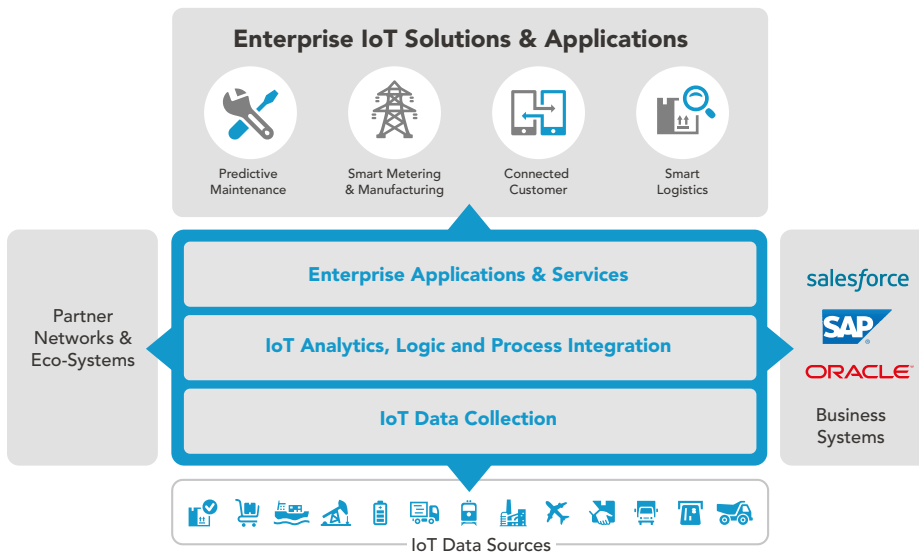 Enterprise IoT Solutions & Applications
Predictive
Maintenance
Smart Metering
& Manufacturing
Connected
Customer
Smart
Logistics
Partner
Networks &
Eco-Systems
Enterprise Applications & Services
IoT Analytics, Logic and Process Integration
IoT Data Collection
salesforce
SAP®
ORACLE™
Business
Systems
IoT Data Sources